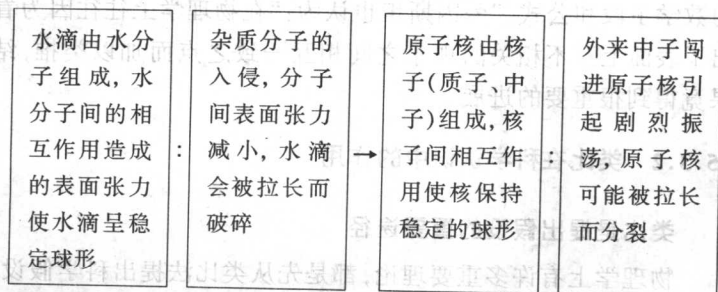 水滴由水分
子组成,水
分子间的相
互作用造成
的表面张力
使水滴呈稳
定球形
:
杂质分子的
入侵,分子
间表面张力
减小,水滴
会被拉长而
破碎
→
原子核由核
子(质子、中
子)组成,核
子间相互作
用使核保持
稳定的球形
:
外来中子闯
进原子核引
起剧烈振
荡,原子核
可能被拉长
而分裂